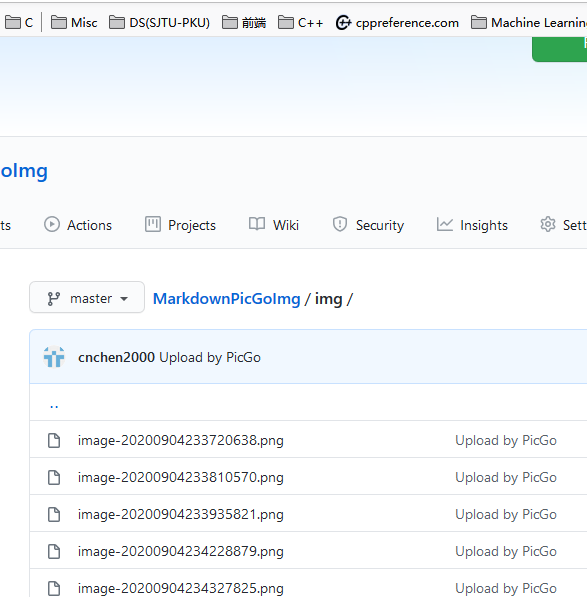 C Misc DS(SJTU-PKU) 前端 C++ cppreference.com Machine Learnin
oImg
ts Actions Projects Wiki Security Insights Sett
master MarkdownPicGoImg / img /
cnchen2000 Upload by PicGo
..
image-20200904233720638.png Upload by PicGo
image-20200904233810570.png Upload by PicGo
image-20200904233935821.png Upload by PicGo
image-20200904234228879.png Upload by PicGo
image-20200904234327825.png Upload by PicGo